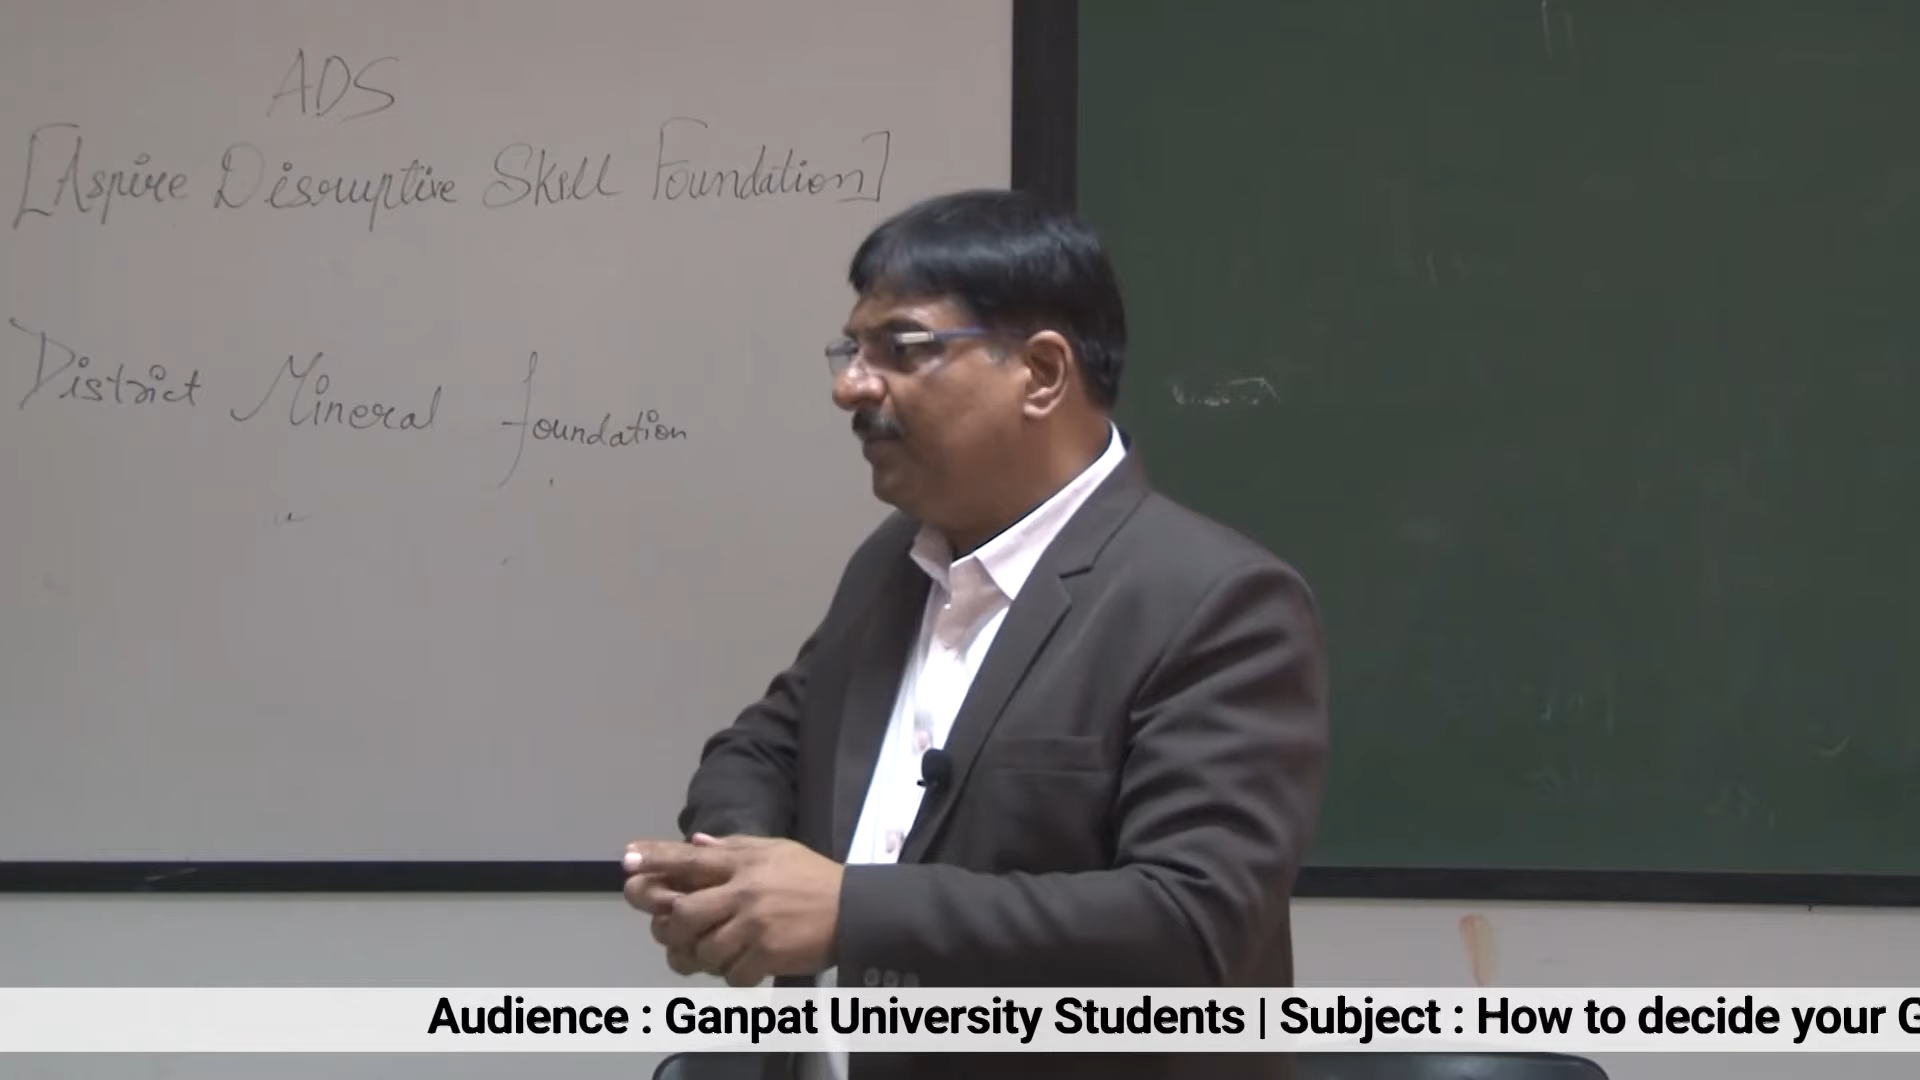 ADS
[Aspire Disruptive Skill Foundation]
District Mineral foundation
Audience : Ganpat University Students | Subject : How to decide your G